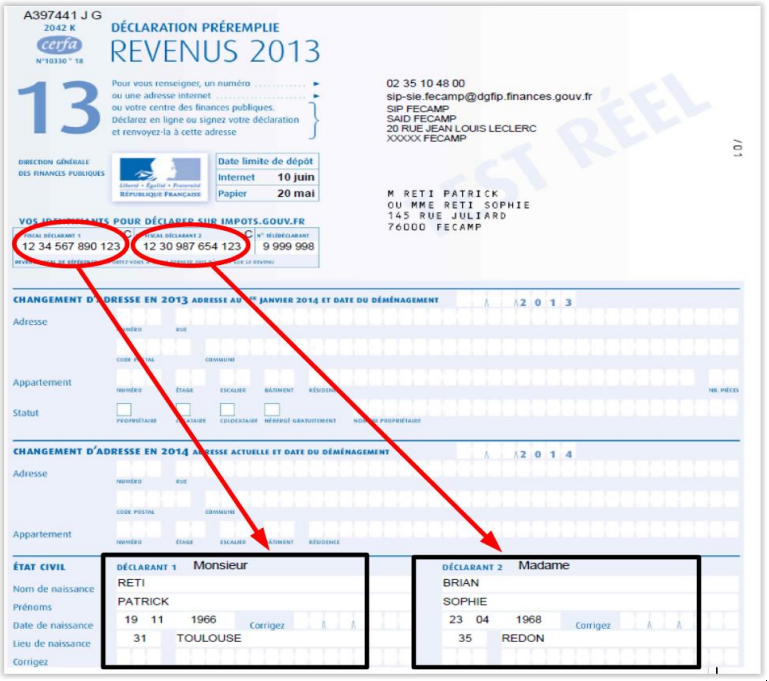 A397441 J G
2042 K
cerfa
N°10330 * 18
DÉCLARATION PRÉREMPLIE
REVENUS 2013
13
Pour vous renseigner, un numéro
ou une adresse internet
ou votre centre des finances publiques.
Déclarez en ligne ou signez votre déclaration
et renvoyez-la à cette adresse
02 35 10 48 00
sip-sie.fecamp@dgfip.finances.gouv.fr
SIP FECAMP
SAID FECAMP
20 RUE JEAN LOUIS LECLERC
XXXXX FECAMP
EST RÉEL
/01
DIRECTION GÉNÉRALE
DES FINANCES PUBLIQUES
Liberté • Égalité • Fraternité
RÉPUBLIQUE FRANÇAISE
Date limite de dépôt
Internet 10 juin
Papier 20 mai
M RETI PATRICK
OU MME RETI SOPHIE
145 RUE JULIARD
76000 FECAMP
VOS IDENTIFIANTS POUR DÉCLARER SUR IMPOTS.GOUV.FR
FISCAL DÉCLARANT 1 C FISCAL DÉCLARANT 2 C N° TÉLÉDÉCLARANT
12 34 567 890 123 12 30 987 654 123 9 999 998
CHANGEMENT D'ADRESSE EN 2013 ADRESSE AU 1ER JANVIER 2014 ET DATE DU DÉMÉNAGEMENT 2 0 1 3
Adresse
NUMÉRO RUE
CODE POSTAL COMMUNE
Appartement
NUMÉRO ÉTAGE ESCALIER BÂTIMENT RÉSIDENCE NB. PIÈCES
Statut
PROPRIÉTAIRE LOCATAIRE COLOCATAIRE HÉBERGÉ GRATUITEMENT NOM DU PROPRIÉTAIRE
CHANGEMENT D'ADRESSE EN 2014 ADRESSE ACTUELLE ET DATE DU DÉMÉNAGEMENT 2 0 1 4
Adresse
NUMÉRO RUE
CODE POSTAL COMMUNE
Appartement
NUMÉRO ÉTAGE ESCALIER BÂTIMENT RÉSIDENCE
ÉTAT CIVIL DÉCLARANT 1 Monsieur DÉCLARANT 2 Madame
Nom de naissance RETI BRIAN
Prénoms PATRICK SOPHIE
Date de naissance 19 11 1966 Corrigez 23 04 1968 Corrigez
Lieu de naissance 31 TOULOUSE 35 REDON
Corrigez